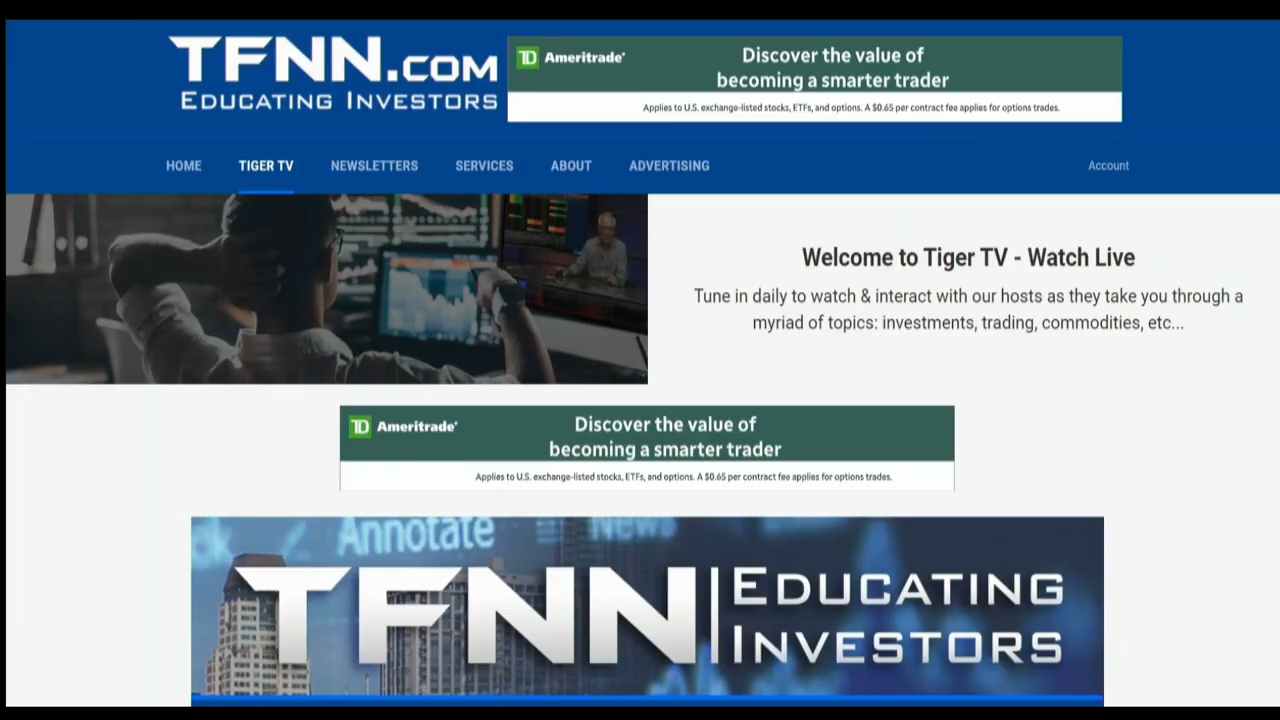 TFNN.COM
EDUCATING INVESTORS
TD Ameritrade®
Discover the value of
becoming a smarter trader
Applies to U.S. exchange-listed stocks, ETFs, and options. A $0.65 per contract fee applies for options trades.
HOME TIGER TV NEWSLETTERS SERVICES ABOUT ADVERTISING Account
Welcome to Tiger TV - Watch Live
Tune in daily to watch & interact with our hosts as they take you through a
myriad of topics: investments, trading, commodities, etc...
TD Ameritrade®
Discover the value of
becoming a smarter trader
Applies to U.S. exchange-listed stocks, ETFs, and options. A $0.65 per contract fee applies for options trades.
Annotate News
TFNN EDUCATING
INVESTORS